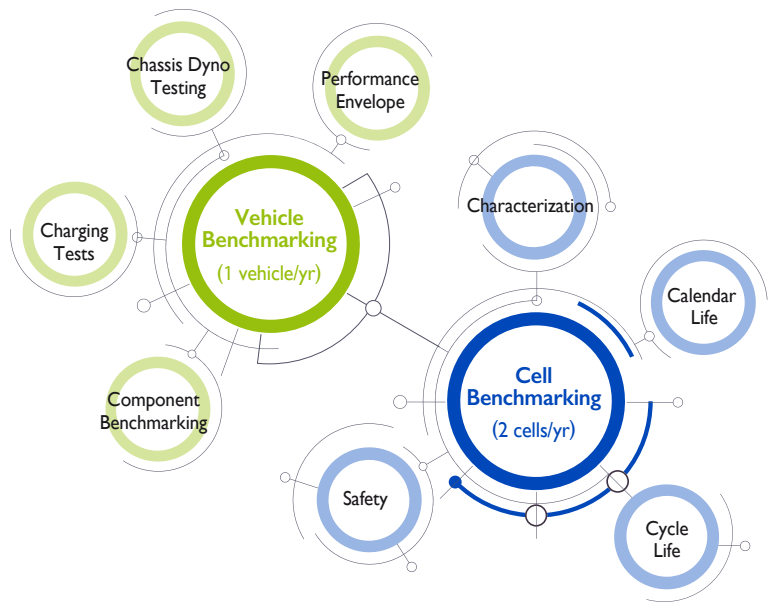 Chassis Dyno
Testing
Performance
Envelope
Characterization
Charging
Tests
Vehicle
Benchmarking
(1 vehicle/yr)
Calendar
Life
Component
Benchmarking
Cell
Benchmarking
(2 cells/yr)
Safety
Cycle
Life